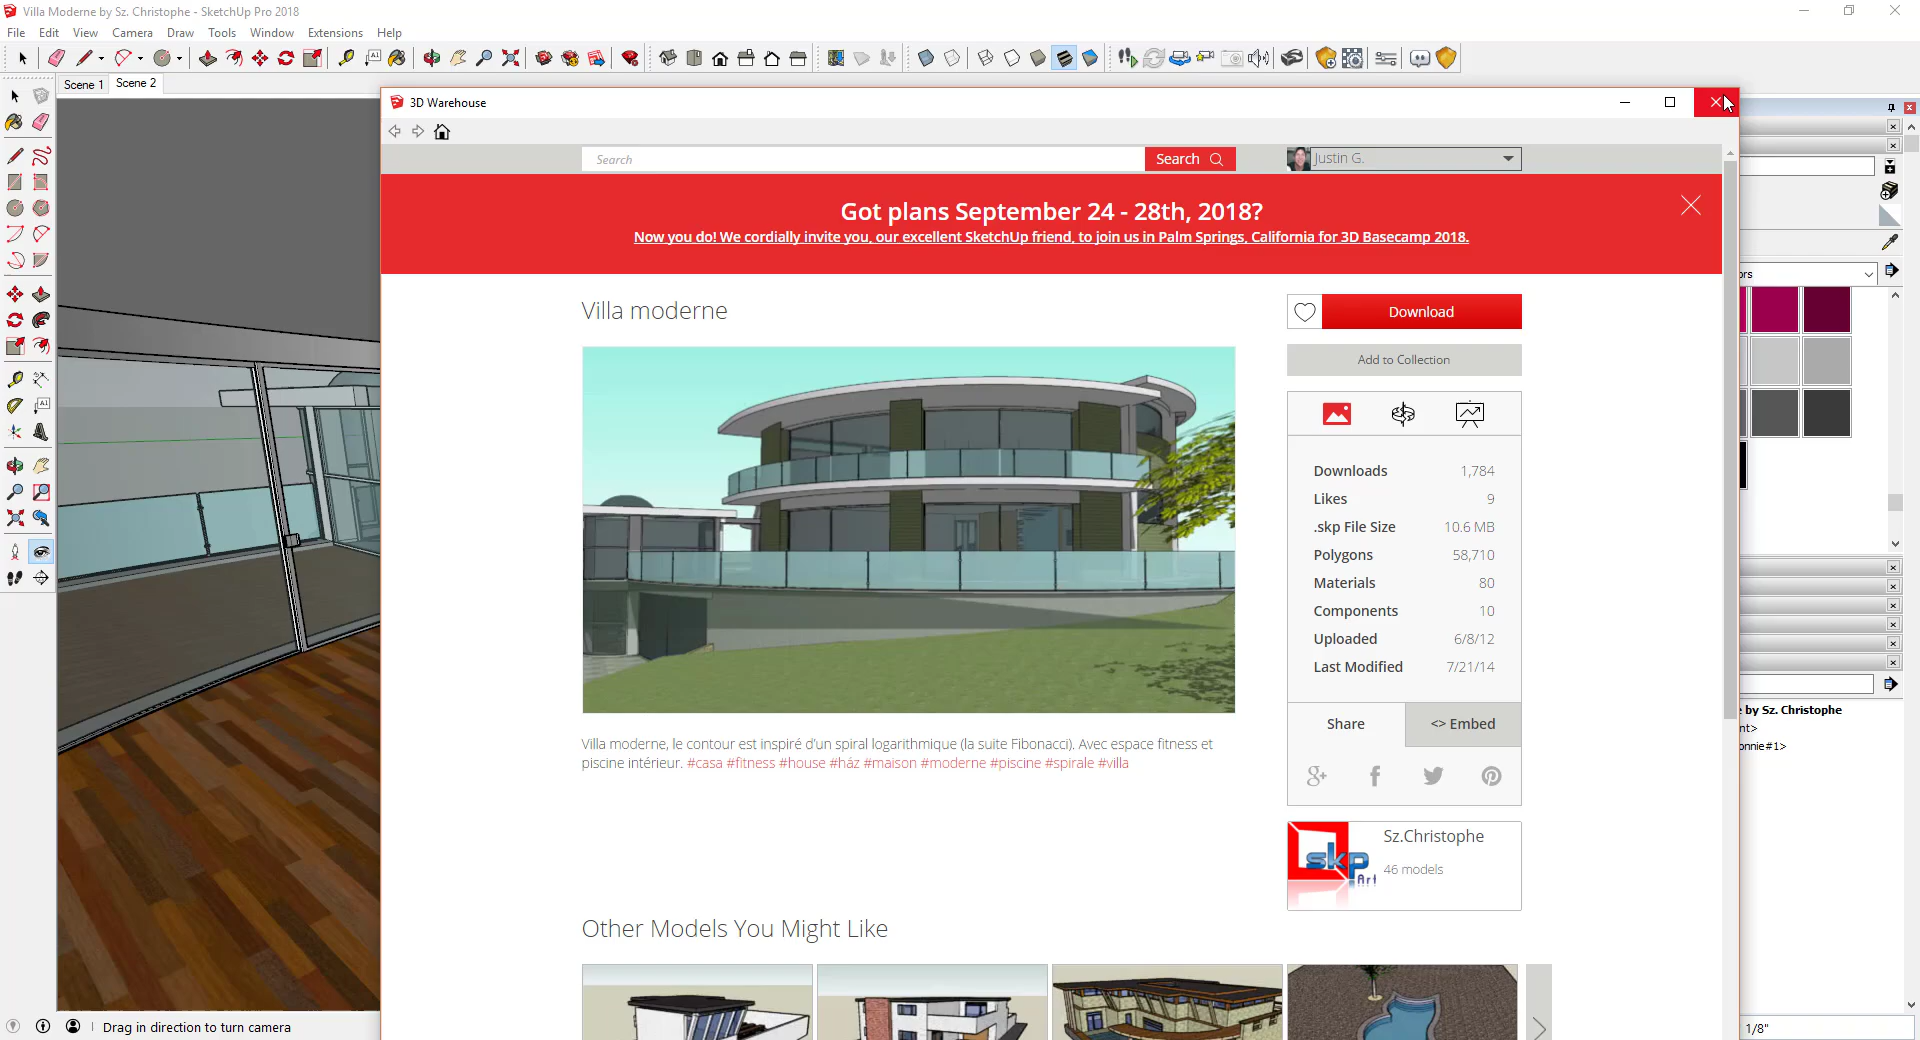 Villa Moderne by Sz. Christophe - SketchUp Pro 2018
File Edit View Camera Draw Tools Window Extensions Help
Scene 1 Scene 2
3D Warehouse
Search Search Justin G.
Got plans September 24 - 28th, 2018?
Now you do! We cordially invite you, our excellent SketchUp friend, to join us in Palm Springs, California for 3D Basecamp 2018.
Villa moderne
Download
Add to Collection
Downloads 1,784
Likes 9
.skp File Size 10.6 MB
Polygons 58,710
Materials 80
Components 10
Uploaded 6/8/12
Last Modified 7/21/14
Share <> Embed
Villa moderne, le contour est inspiré d'un spiral logarithmique (la suite Fibonacci). Avec espace fitness et
piscine intérieur. #casa #fitness #house #ház #maison #moderne #piscine #spirale #villa
Sz.Christophe
46 models
skp
Art
Other Models You Might Like
ors
e by Sz. Christophe
nt>
onnie#1>
Drag in direction to turn camera
1/8"